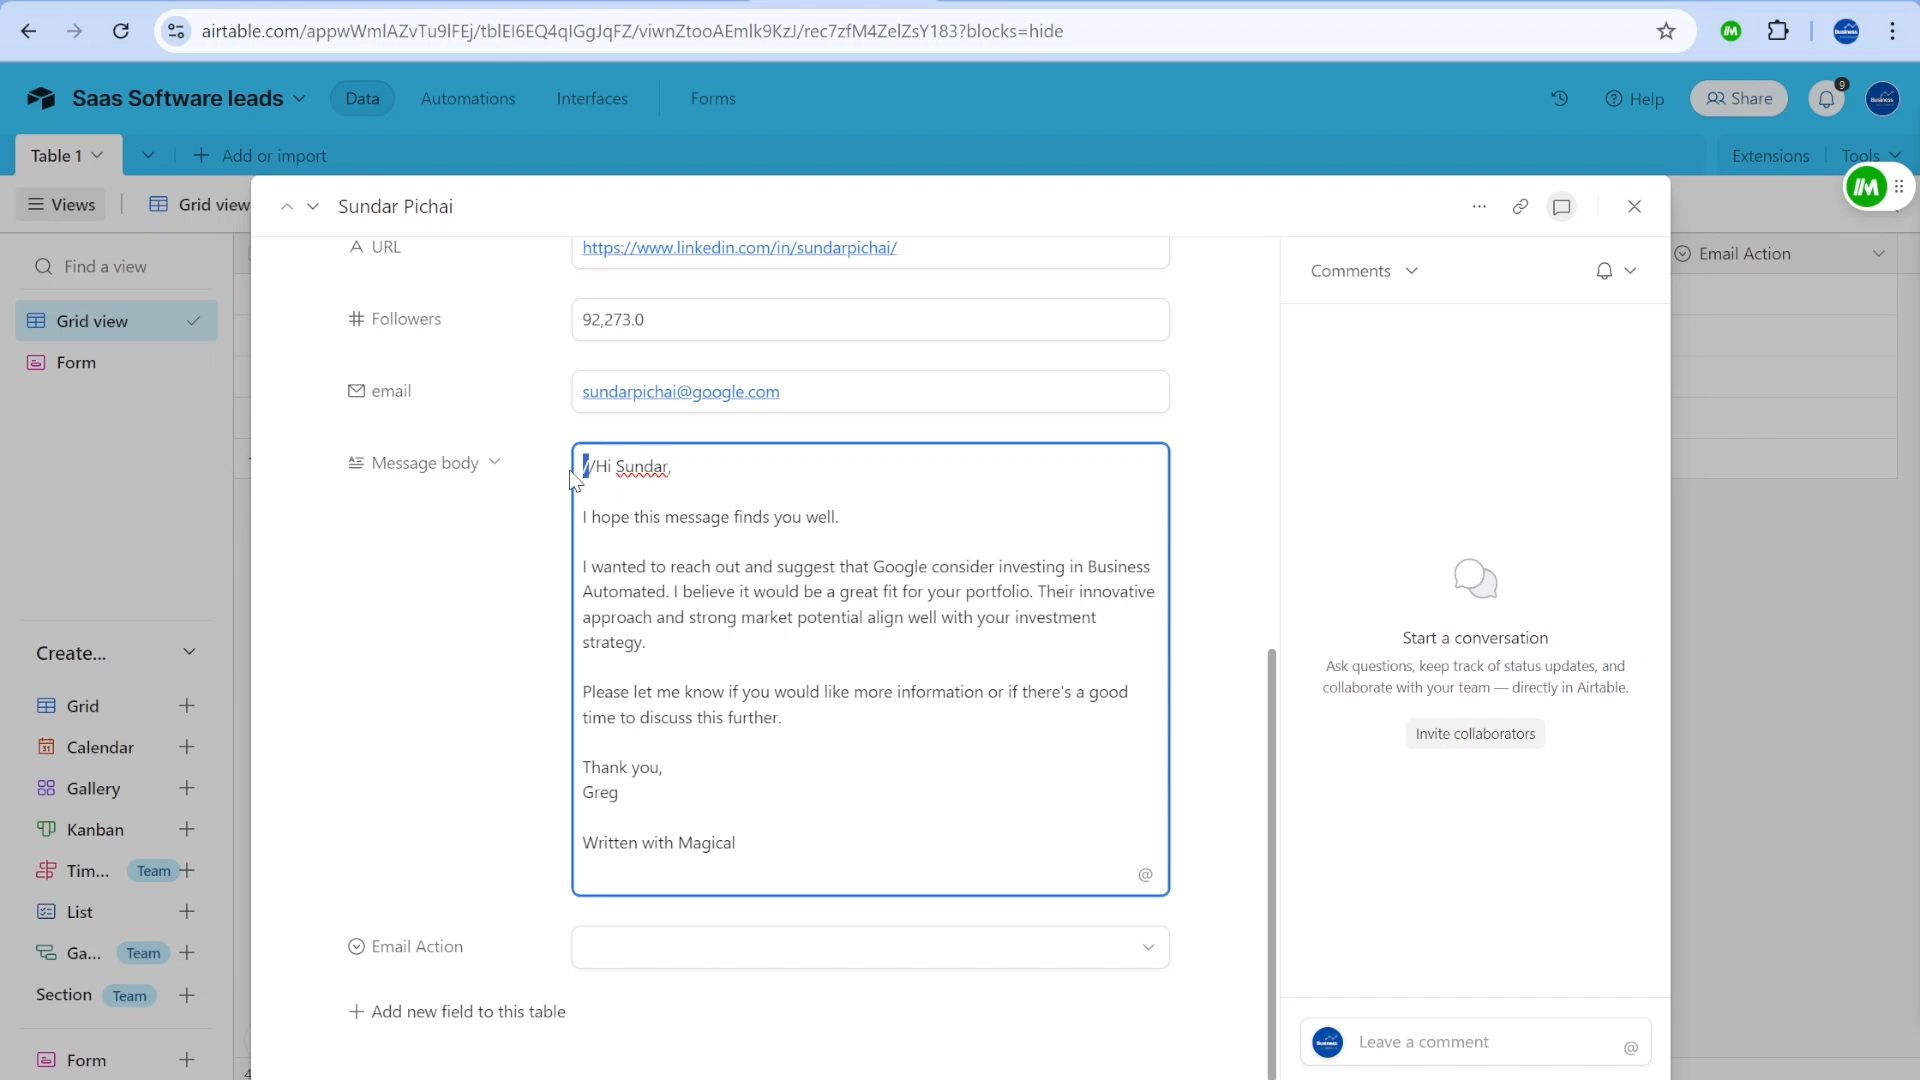 airtable.com/appwWmlAZvTu9lFEj/tblEI6EQ4qIGgJqFZ/viwnZtooAEmlk9KzJ/rec7zfM4ZelZsY183?blocks=hide
Saas Software leads
Data
Automations
Interfaces
Forms
Help
Share
9
Table 1
Add or import
Extensions
Tools
Views
Grid view
Sundar Pichai
Find a view
Grid view
Form
Create...
Grid
Calendar
Gallery
Kanban
Tim...
Team
List
Ga...
Team
Section
Team
Form
URL
https://www.linkedin.com/in/sundarpichai/
Followers
92,273.0
email
sundarpichai@google.com
Message body
//Hi Sundar,
I hope this message finds you well.
I wanted to reach out and suggest that Google consider investing in Business
Automated. I believe it would be a great fit for your portfolio. Their innovative
approach and strong market potential align well with your investment
strategy.
Please let me know if you would like more information or if there's a good
time to discuss this further.
Thank you,
Greg
Written with Magical
@
Email Action
Add new field to this table
Comments
Start a conversation
Ask questions, keep track of status updates, and
collaborate with your team — directly in Airtable.
Invite collaborators
Leave a comment
@
Email Action